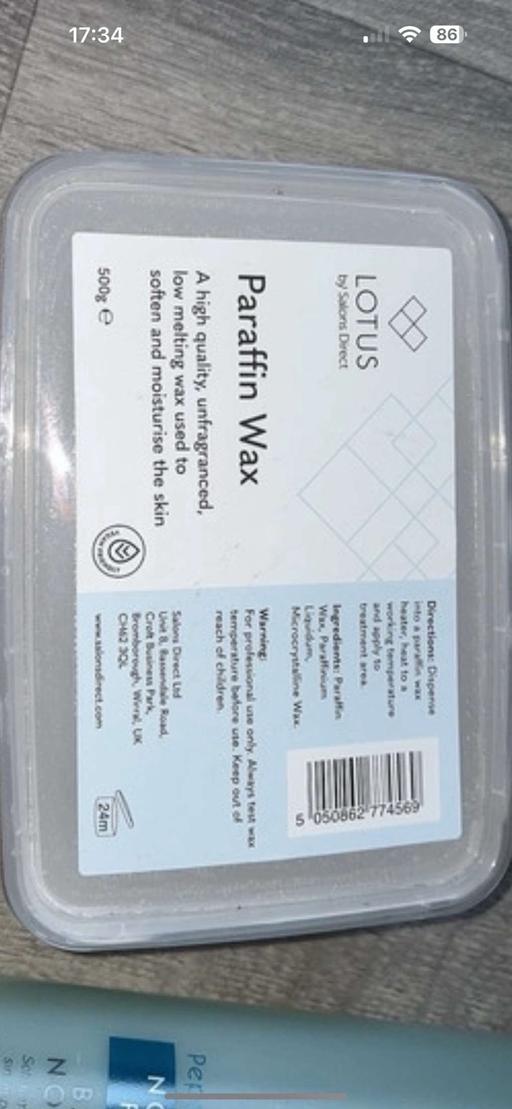 17:34
86
LOTUS
by Salons Direct
Paraffin Wax
A high quality, unfragranced,
low melting wax used to
soften and moisturise the skin
500g ℮
Directions: Dispense
into a paraffin wax
heater, heat to a
working temperature
and apply to
treatment area.
Ingredients: Paraffin
Wax, Paraffinium
Liquidum,
Microcrystalline Wax.
5 050862 774569
Warning:
For professional use only. Always test wax
temperature before use. Keep out of
reach of children.
Salons Direct Ltd
Unit 8, Bassendale Road,
Croft Business Park,
Bromborough, Wirral, UK
CH62 3QL
www.salonsdirect.com
24m